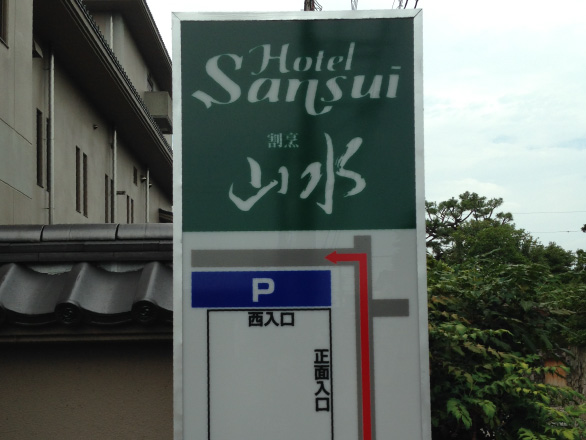 Hotel
Sansui
割烹
山水
P
西入口
正面入口